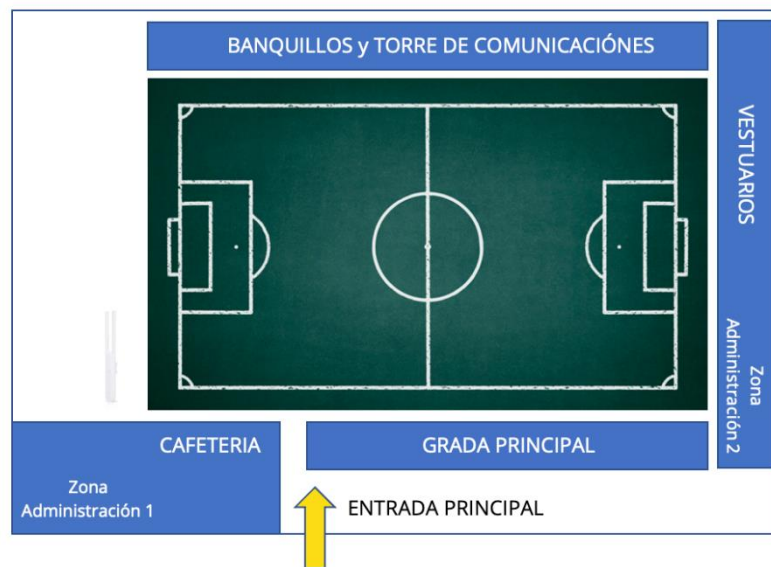 BANQUILLOS y TORRE DE COMUNICACIÓNES
VESTUARIOS
Zona
Administración 2
CAFETERIA
GRADA PRINCIPAL
Zona
Administración 1
ENTRADA PRINCIPAL